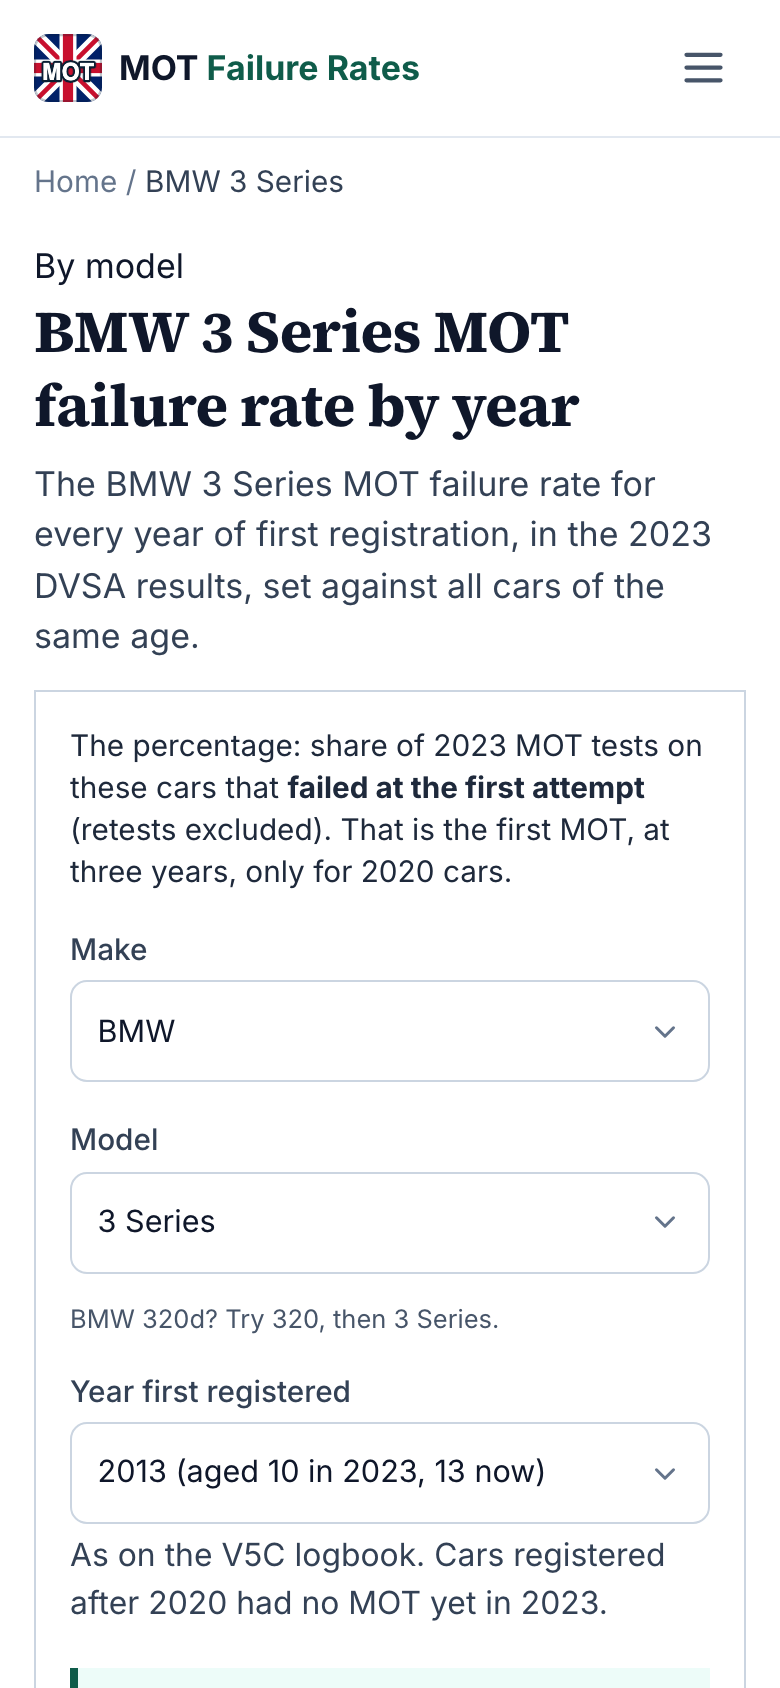 MOT
MOT Failure Rates
Home / BMW 3 Series
By model
BMW 3 Series MOT
failure rate by year
The BMW 3 Series MOT failure rate for
every year of first registration, in the 2023
DVSA results, set against all cars of the
same age.
The percentage: share of 2023 MOT tests on
these cars that failed at the first attempt
(retests excluded). That is the first MOT, at
three years, only for 2020 cars.
Make
BMW
Model
3 Series
BMW 320d? Try 320, then 3 Series.
Year first registered
2013 (aged 10 in 2023, 13 now)
As on the V5C logbook. Cars registered
after 2020 had no MOT yet in 2023.